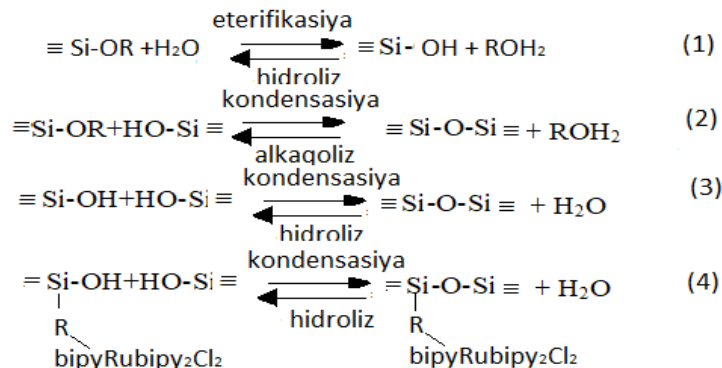 eterifikasiya
≡ Si-OR +H₂O ≡ Si- OH + ROH₂ (1)
hidroliz
kondensasiya
≡Si-OR+HO-Si ≡ ≡ Si-O-Si≡ + ROH₂ (2)
alkaqoliz
kondensasiya
≡ Si-OH+HO-Si ≡ ≡ Si-O-Si ≡ + H₂O (3)
hidroliz
kondensasiya
= Si-OH+HO-Si ≡ = Si-O-Si ≡ + H₂O (4)
hidroliz
R R
bipyRubipy₂Cl₂ bipyRubipy₂Cl₂